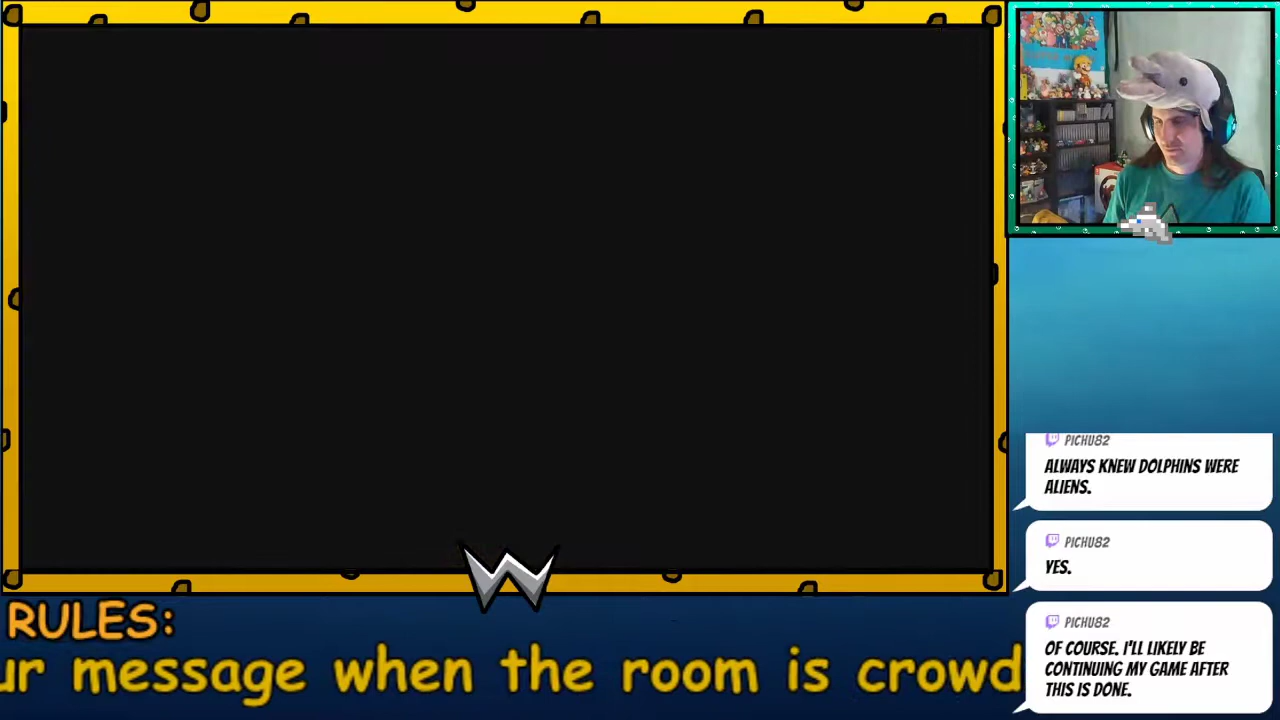 PICHU82
ALWAYS KNEW DOLPHINS WERE
ALIENS.
PICHU82
YES.
PICHU82
OF COURSE. I'LL LIKELY BE
CONTINUING MY GAME AFTER
THIS IS DONE.
RULES:
ur message when the room is crowd